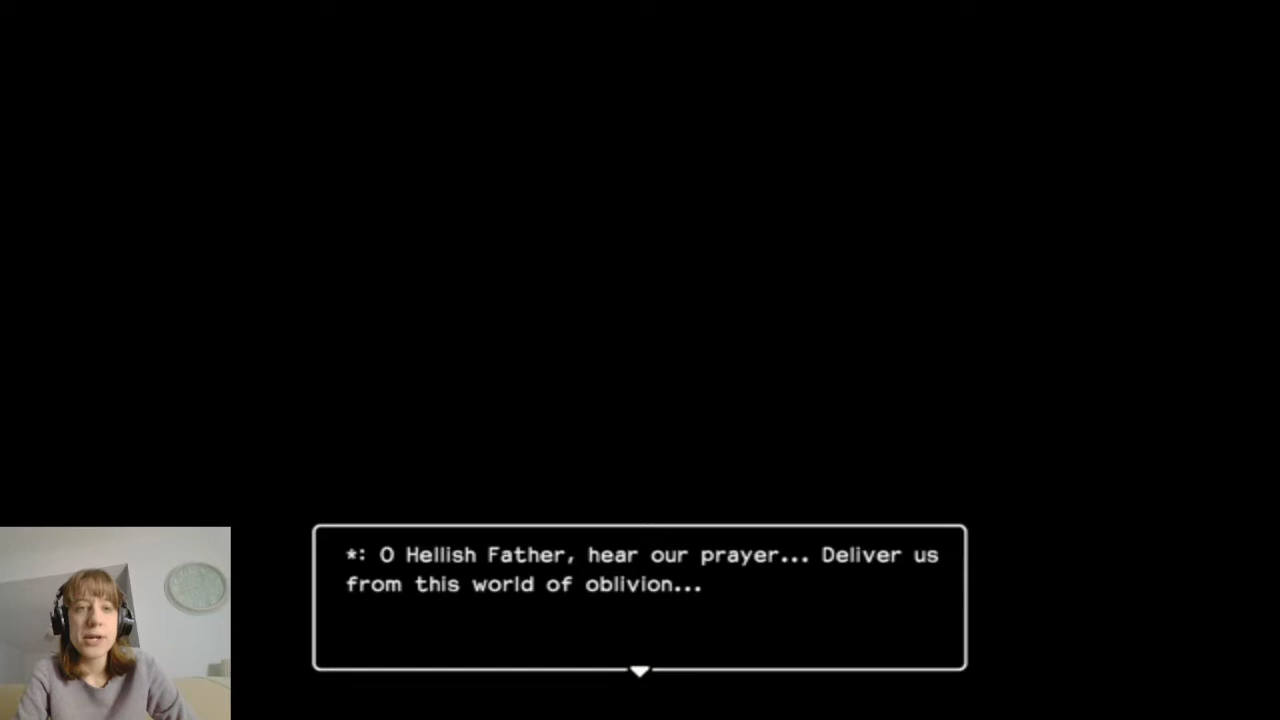 *: O Hellish Father, hear our prayer... Deliver us
from this world of oblivion...